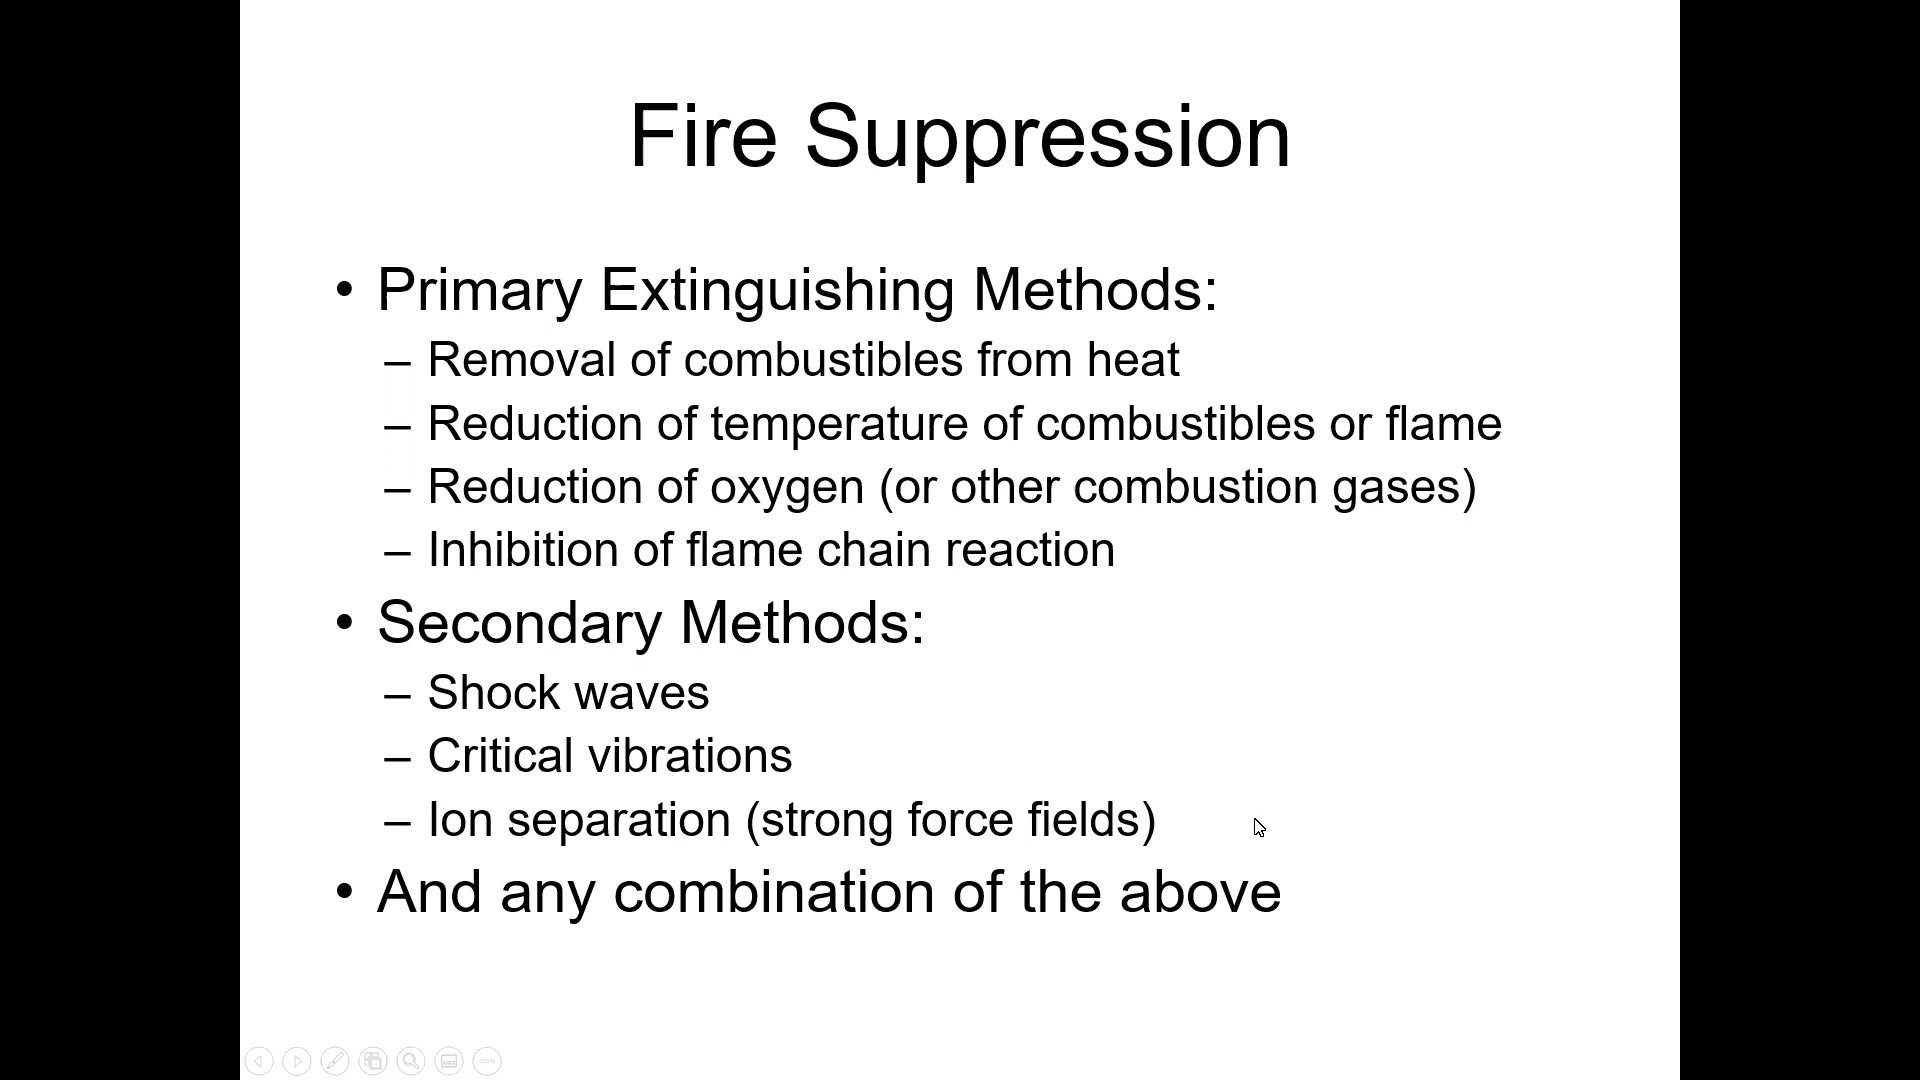 Fire Suppression
• Primary Extinguishing Methods:
– Removal of combustibles from heat
– Reduction of temperature of combustibles or flame
– Reduction of oxygen (or other combustion gases)
– Inhibition of flame chain reaction
• Secondary Methods:
– Shock waves
– Critical vibrations
– Ion separation (strong force fields)
• And any combination of the above